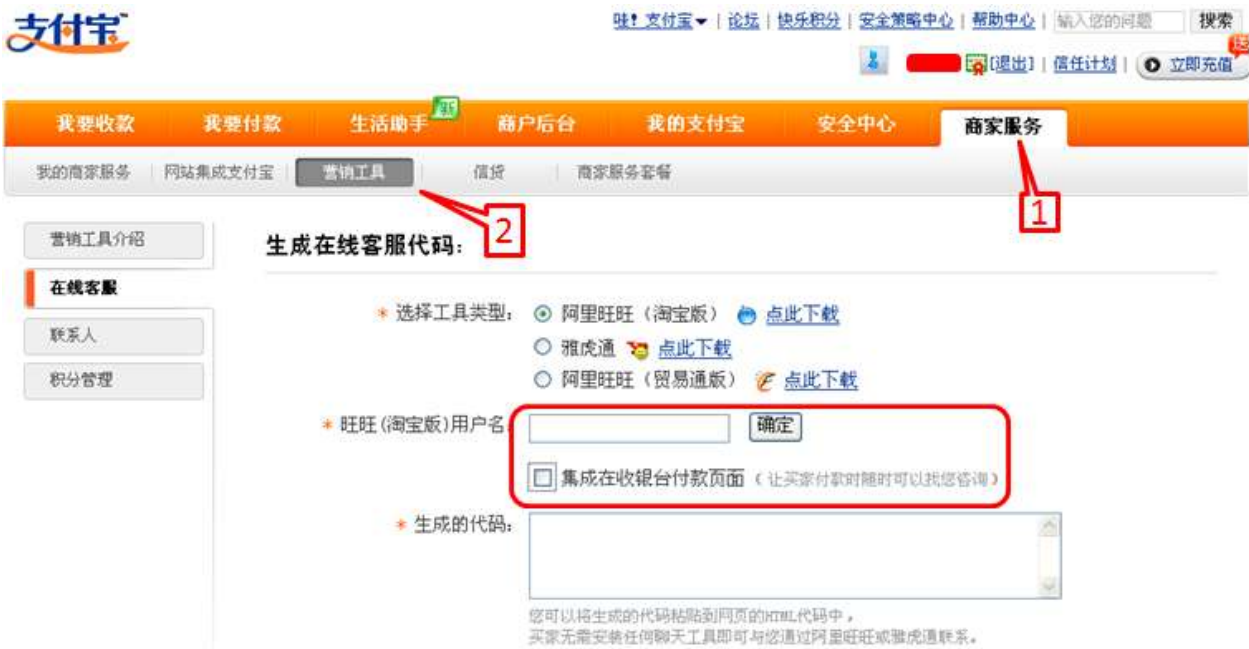 支付宝
哇!支付宝 | 论坛 | 快乐积分 | 安全策略中心 | 帮助中心 | 输入您的问题 搜索
送
[退出] | 信任计划 | 立即充值
我要收款 我要付款 生活助手 新 商户后台 我的支付宝 安全中心 商家服务
我的商家服务 网站集成支付宝 营销工具 信贷 商家服务套餐
1
2
营销工具介绍
生成在线客服代码:
在线客服
* 选择工具类型: 阿里旺旺(淘宝版) 点此下载
联系人
雅虎通 点此下载
积分管理
阿里旺旺(贸易通版) 点此下载
* 旺旺(淘宝版)用户名: 确定
集成在收银台付款页面(让买家付款时随时可以找您咨询)
* 生成的代码:
您可以将生成的代码粘贴到网页的HTML代码中,
买家无需安装任何聊天工具即可与您通过阿里旺旺或雅虎通联系。